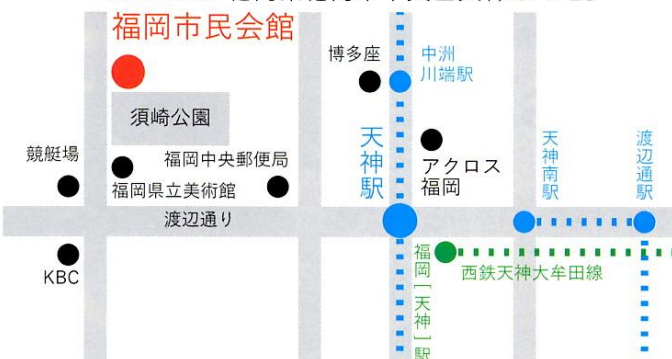 福岡市民会館
博多座
中洲
川端駅
須崎公園
競艇場
福岡中央郵便局
天神駅
アクロス
福岡
天神南駅
渡辺通駅
福岡県立美術館
渡辺通り
KBC
福岡[天神]駅
西鉄天神大牟田線